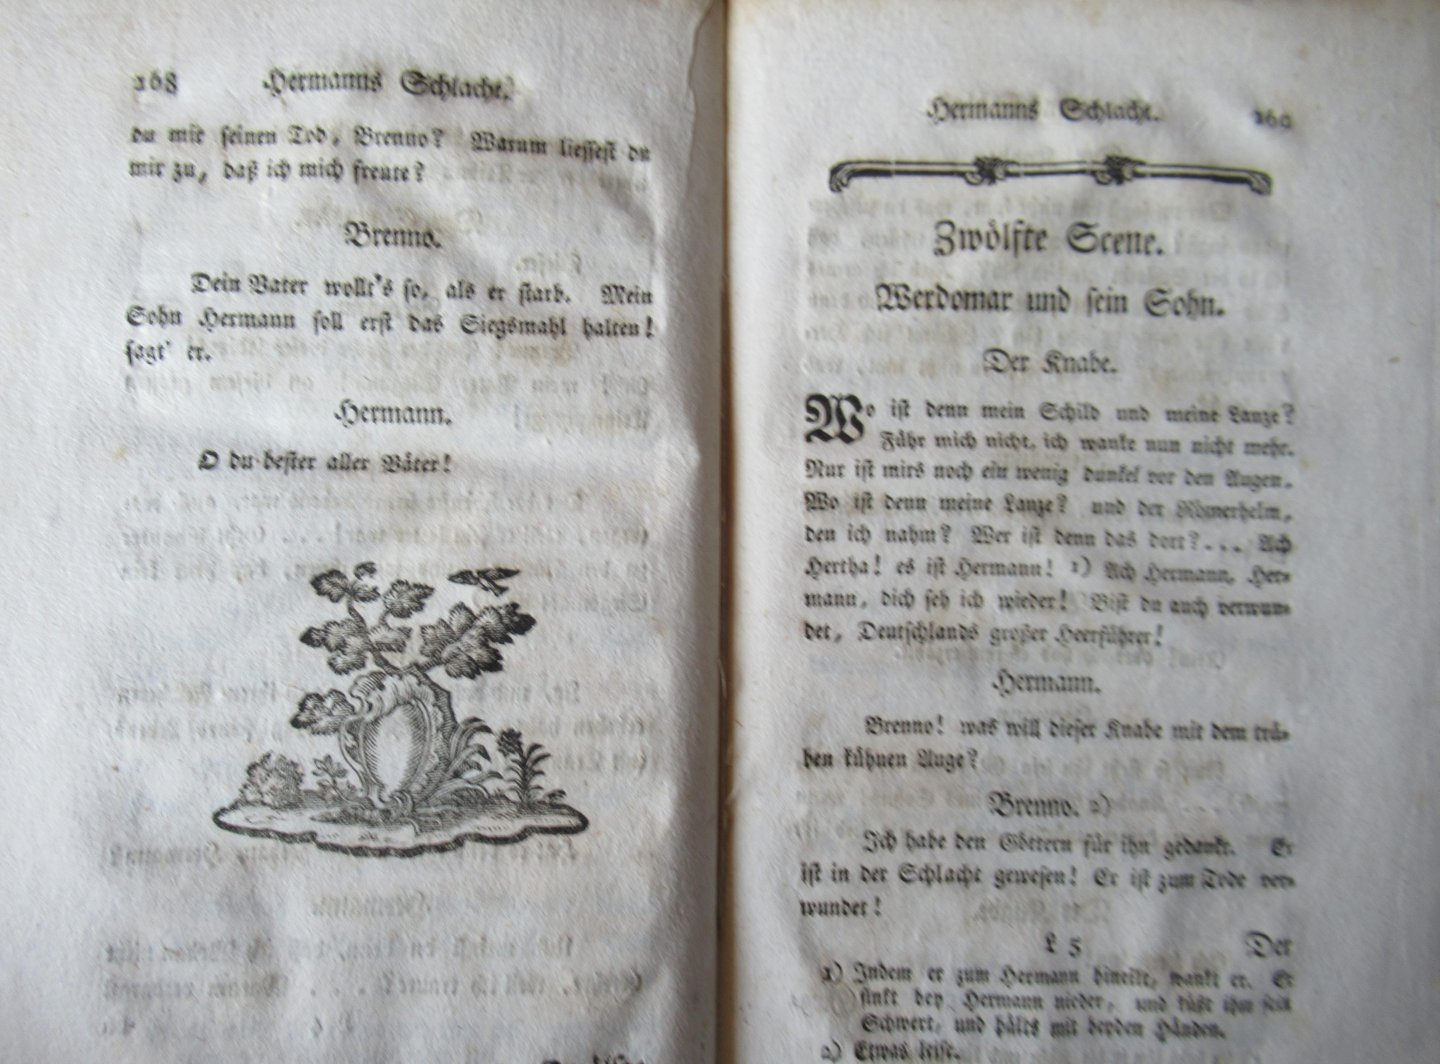 168 Hermanns Schlacht.
du mir seinen Tod, Brenno? Warum liessest du
mir zu, daß ich mich freute?
Brenno.
Dein Vater wollt's so, als er starb. Mein
Sohn Hermann soll erst das Siegsmahl halten!
sagt' er.
Hermann.
O du bester aller Väter!
Hermanns Schlacht. 169
Zwölfte Scene.
Werdomar und sein Sohn.
Der Knabe.
Wo ist denn mein Schild und meine Lanze?
Führ mich nicht, ich wanke nun nicht mehr.
Nur ist mirs noch ein wenig dunkel vor den Augen.
Wo ist denn meine Lanze? und der Römerhelm,
den ich nahm? Wer ist denn das dort?... Ach
Hertha! es ist Hermann! 1) Ach Hermann, Her-
mann, dich seh ich wieder! Bist du auch verwun-
det, Deutschlands großer Heerführer!
Hermann.
Brenno! was will dieser Knabe mit dem trü-
ben kühnen Auge?
Brenno. 2)
Ich habe den Göttern für ihn gedankt. Er
ist in der Schlacht gewesen! Er ist zum Tode ver-
wundet!
L 5 Der
1) Indem er zum Hermann hineilt, wankt er. Er
sinkt bey Hermann nieder, und küßt ihm sein
Schwert, und hälts mit beyden Händen.
2) Etwas leise.